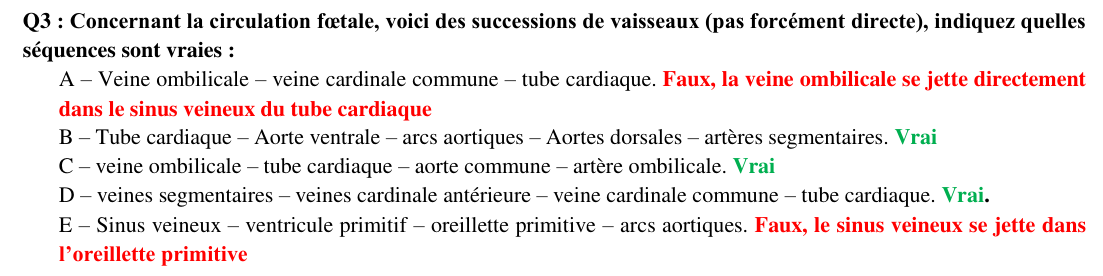 Q3 : Concernant la circulation fœtale, voici des successions de vaisseaux (pas forcément directe), indiquez quelles
séquences sont vraies :
A – Veine ombilicale – veine cardinale commune – tube cardiaque. Faux, la veine ombilicale se jette directement
dans le sinus veineux du tube cardiaque
B – Tube cardiaque – Aorte ventrale – arcs aortiques – Aortes dorsales – artères segmentaires. Vrai
C – veine ombilicale – tube cardiaque – aorte commune – artère ombilicale. Vrai
D – veines segmentaires – veines cardinale antérieure – veine cardinale commune – tube cardiaque. Vrai.
E – Sinus veineux – ventricule primitif – oreillette primitive – arcs aortiques. Faux, le sinus veineux se jette dans
l’oreillette primitive